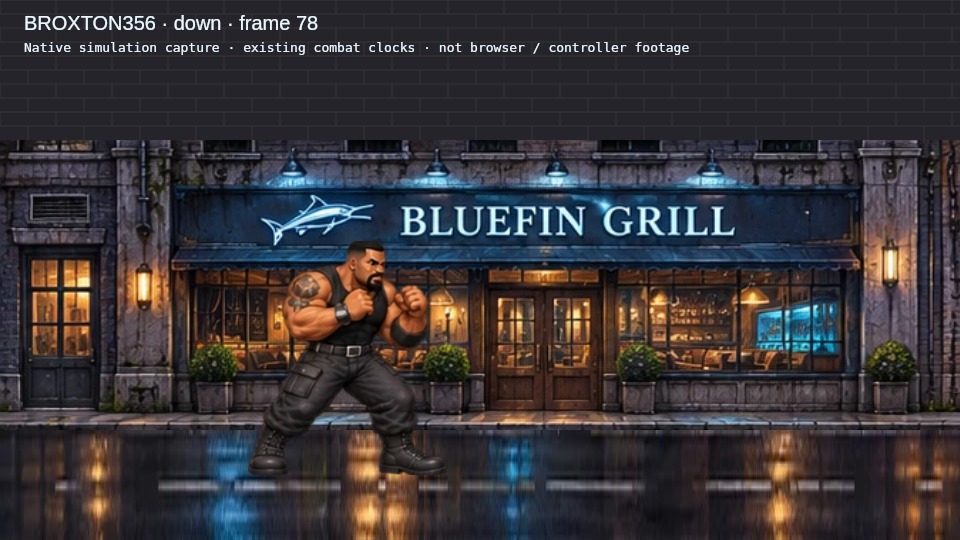 BROXTON356 · down · frame 78
Native simulation capture · existing combat clocks · not browser / controller footage
BLUEFIN GRILL